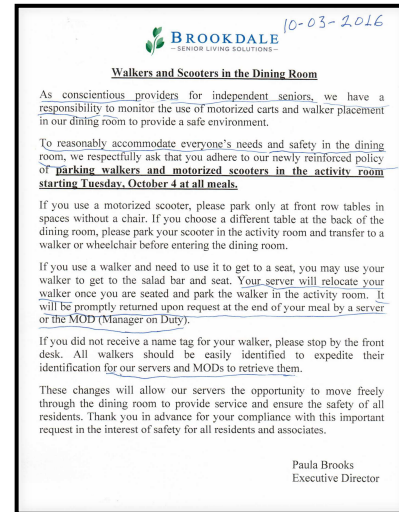 10-03-2016
BROOKDALE
– SENIOR LIVING SOLUTIONS –
Walkers and Scooters in the Dining Room
As conscientious providers for independent seniors, we have a
responsibility to monitor the use of motorized carts and walker placement
in our dining room to provide a safe environment.
To reasonably accommodate everyone's needs and safety in the dining
room, we respectfully ask that you adhere to our newly reinforced policy
of parking walkers and motorized scooters in the activity room
starting Tuesday, October 4 at all meals.
If you use a motorized scooter, please park only at front row tables in
spaces without a chair. If you choose a different table at the back of the
dining room, please park your scooter in the activity room and transfer to a
walker or wheelchair before entering the dining room.
If you use a walker and need to use it to get to a seat, you may use your
walker to get to the salad bar and seat. Your server will relocate your
walker once you are seated and park the walker in the activity room. It
will be promptly returned upon request at the end of your meal by a server
or the MOD (Manager on Duty).
If you did not receive a name tag for your walker, please stop by the front
desk. All walkers should be easily identified to expedite their
identification for our servers and MODs to retrieve them.
These changes will allow our servers the opportunity to move freely
through the dining room to provide service and ensure the safety of all
residents. Thank you in advance for your compliance with this important
request in the interest of safety for all residents and associates.
Paula Brooks
Executive Director